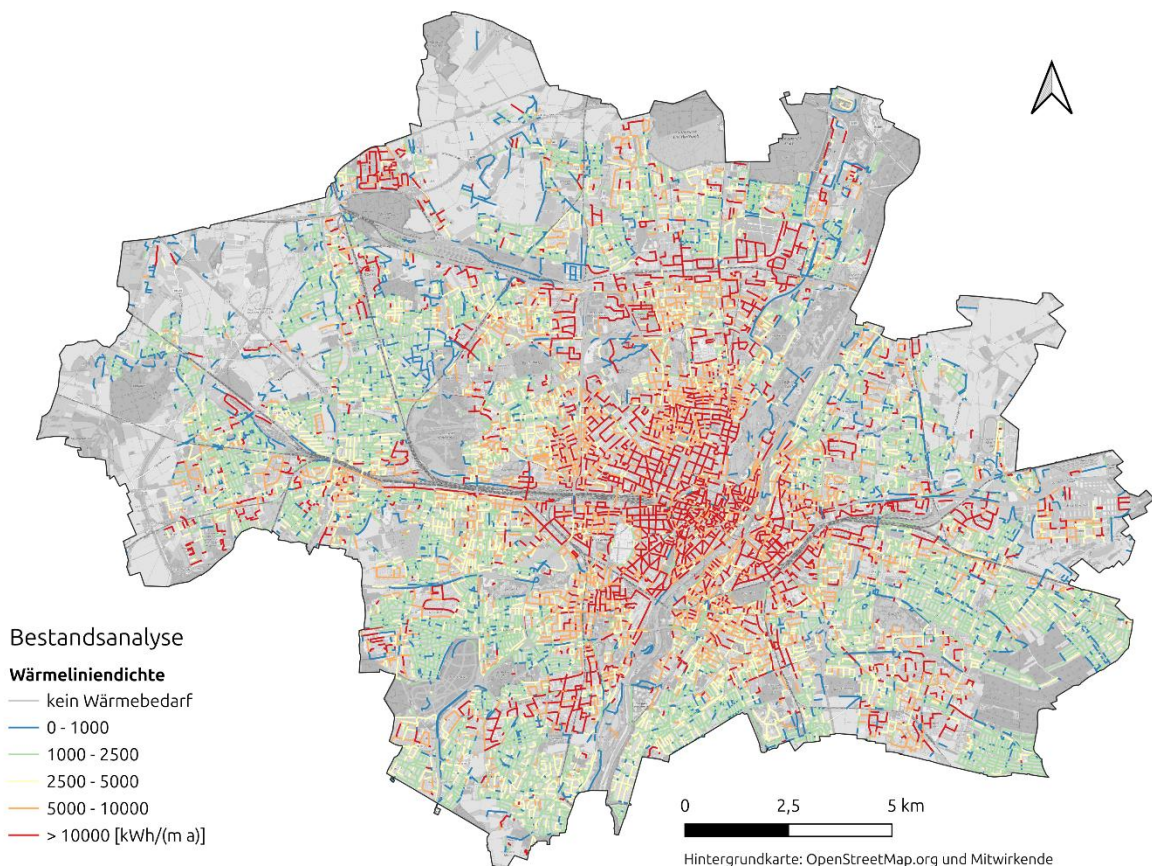 Bestandsanalyse
Wärmeliniendichte
kein Wärmebedarf
0 - 1000
1000 - 2500
2500 - 5000
5000 - 10000
> 10000 [kWh/(m a)]
0 2,5 5 km
Hintergrundkarte: OpenStreetMap.org und Mitwirkende